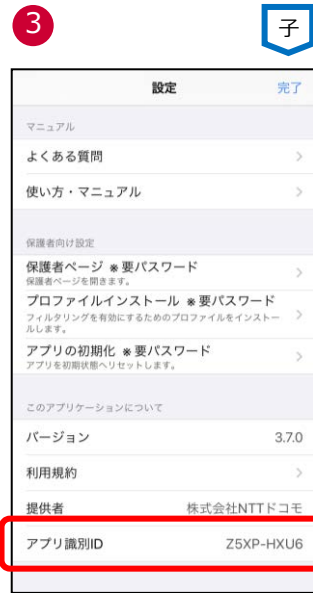 3
子
設定
完了
マニュアル
よくある質問
使い方・マニュアル
保護者向け設定
保護者ページ ※要パスワード
保護者ページを開きます。
プロファイルインストール ※要パスワード
フィルタリングを有効にするためのプロファイルをインストー
ルします。
アプリの初期化 ※要パスワード
アプリを初期状態へリセットします。
このアプリケーションについて
バージョン 3.7.0
利用規約
提供者 株式会社NTTドコモ
アプリ識別ID Z5XP-HXU6